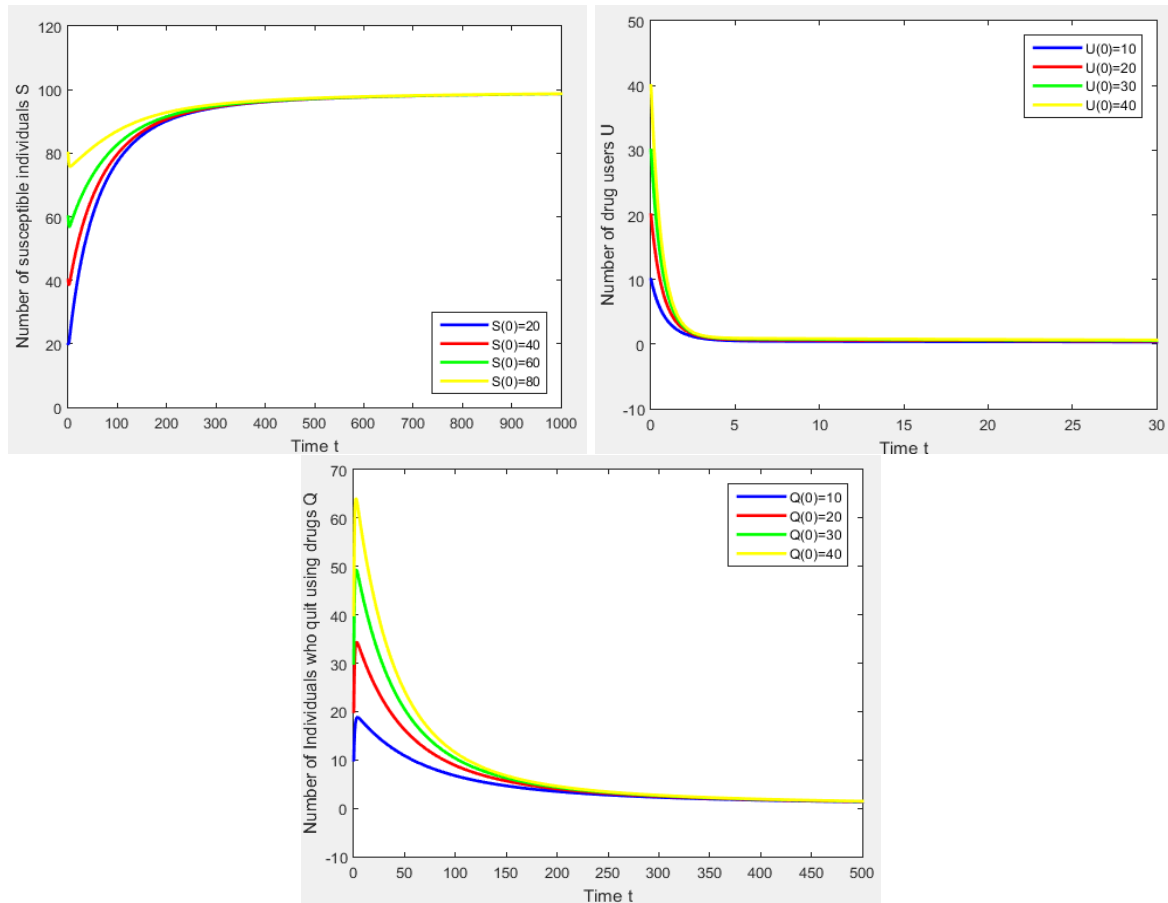 Number of susceptible individuals S
120
100
80
60
40
20
0
0 100 200 300 400 500 600 700 800 900 1000
Time t
S(0)=20
S(0)=40
S(0)=60
S(0)=80
Number of drug users U
50
40
30
20
10
0
-10
0 5 10 15 20 25 30
Time t
U(0)=10
U(0)=20
U(0)=30
U(0)=40
Number of Individuals who quit using drugs Q
70
60
50
40
30
20
10
0
-10
0 50 100 150 200 250 300 350 400 450 500
Time t
Q(0)=10
Q(0)=20
Q(0)=30
Q(0)=40